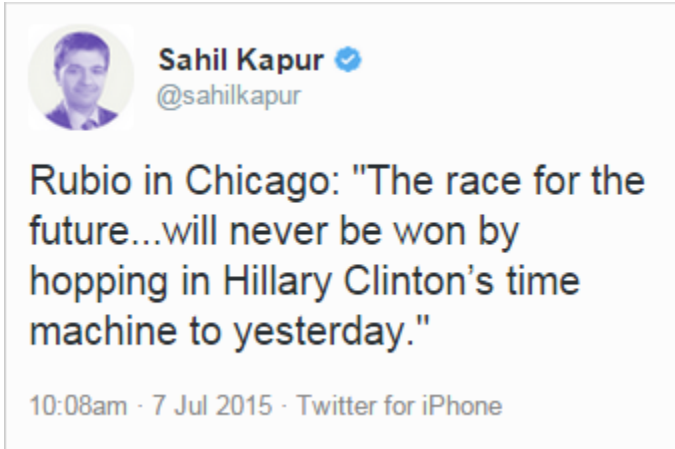 Sahil Kapur
@sahilkapur
Rubio in Chicago: "The race for the
future...will never be won by
hopping in Hillary Clinton’s time
machine to yesterday."
10:08am · 7 Jul 2015 · Twitter for iPhone